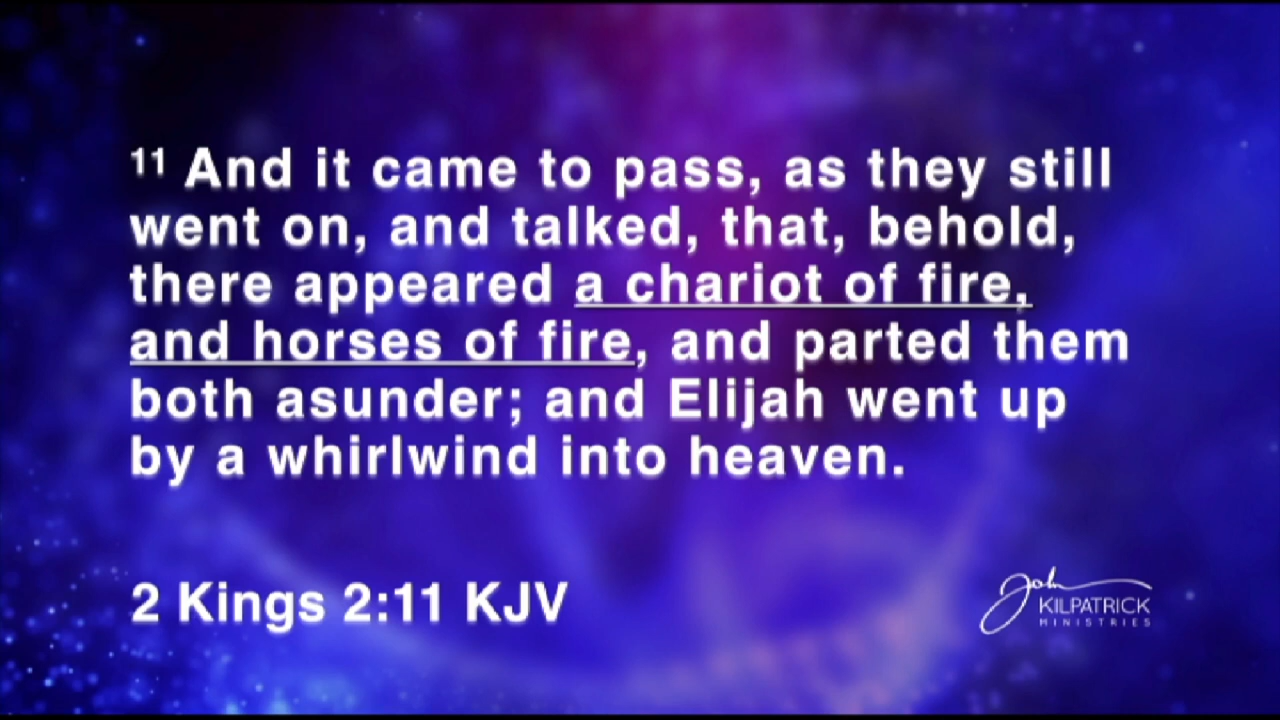 11 And it came to pass, as they still
went on, and talked, that, behold,
there appeared a chariot of fire,
and horses of fire, and parted them
both asunder; and Elijah went up
by a whirlwind into heaven.
2 Kings 2:11 KJV
John
KILPATRICK
MINISTRIES